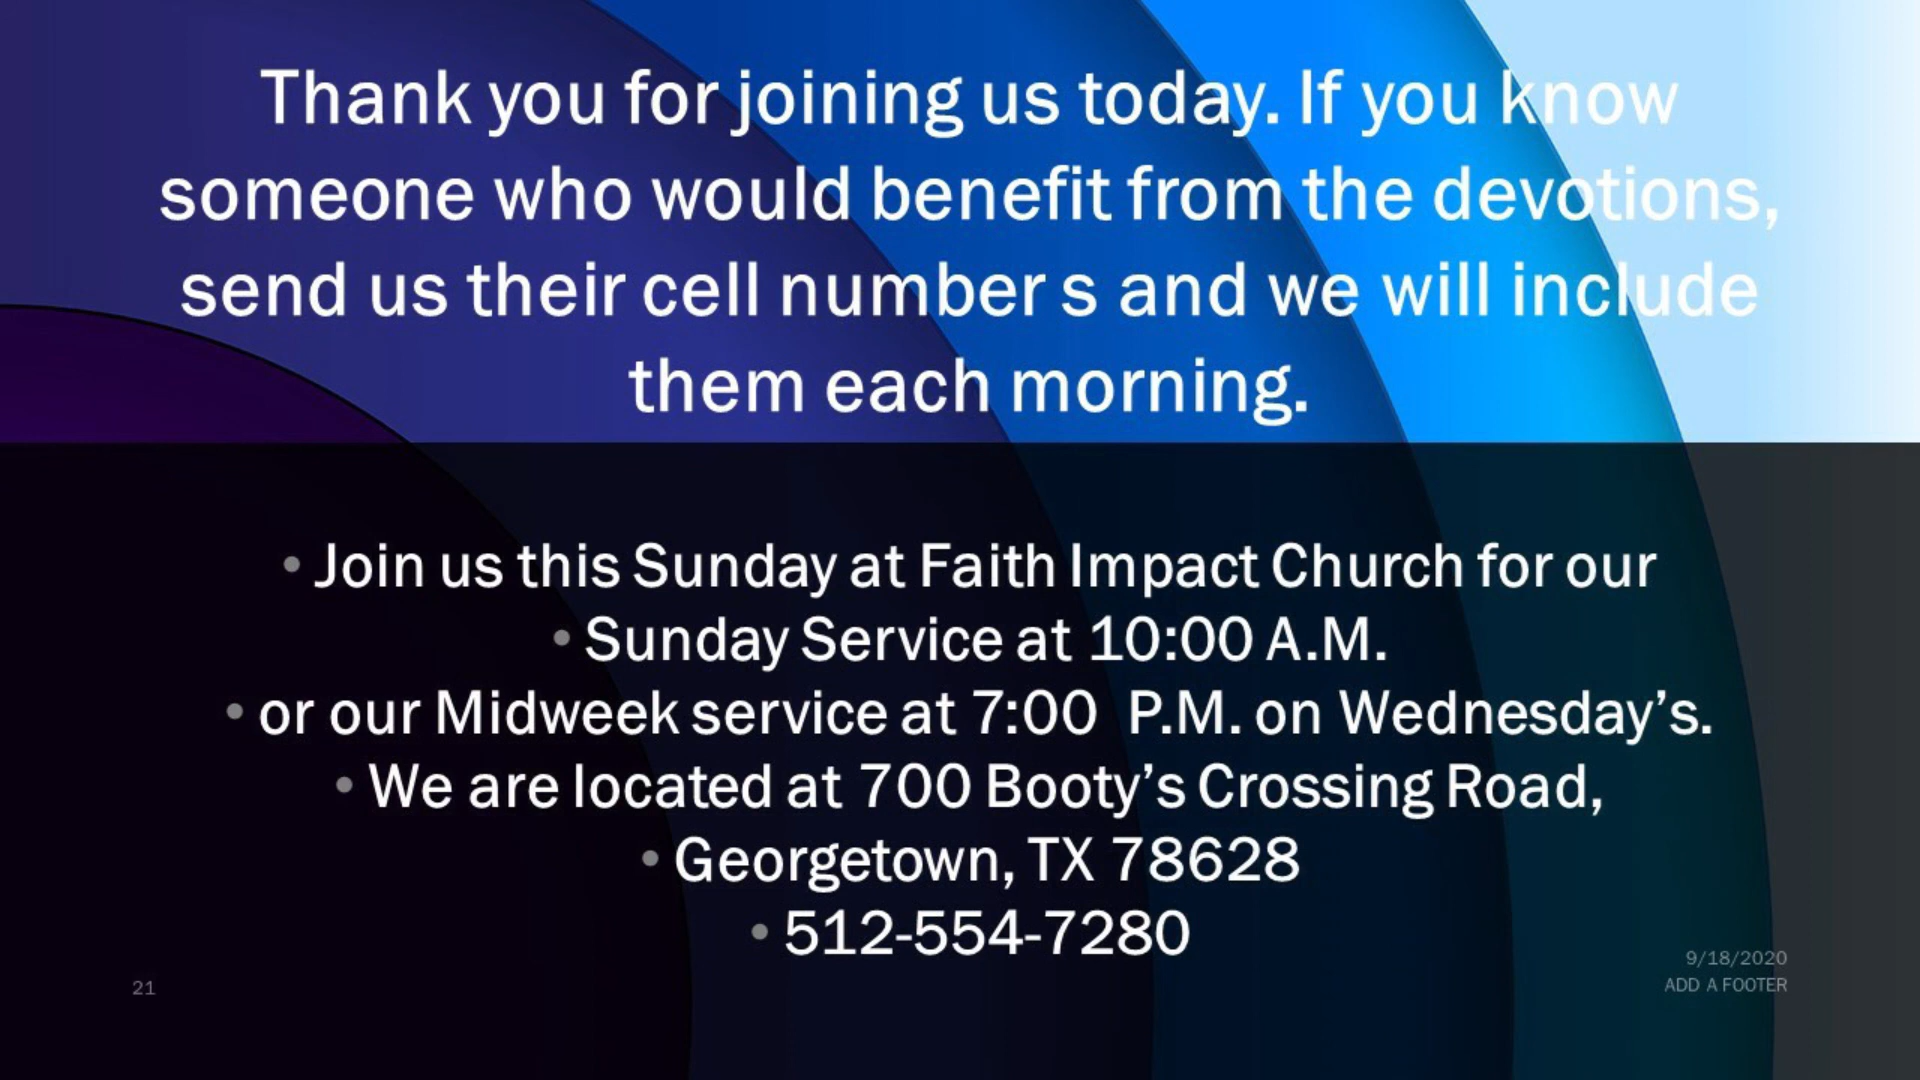 Thank you for joining us today. If you know
someone who would benefit from the devotions,
send us their cell number s and we will include
them each morning.
• Join us this Sunday at Faith Impact Church for our
• Sunday Service at 10:00 A.M.
• or our Midweek service at 7:00  P.M. on Wednesday’s.
• We are located at 700 Booty’s Crossing Road,
• Georgetown, TX 78628
• 512-554-7280
9/18/2020
21
ADD A FOOTER